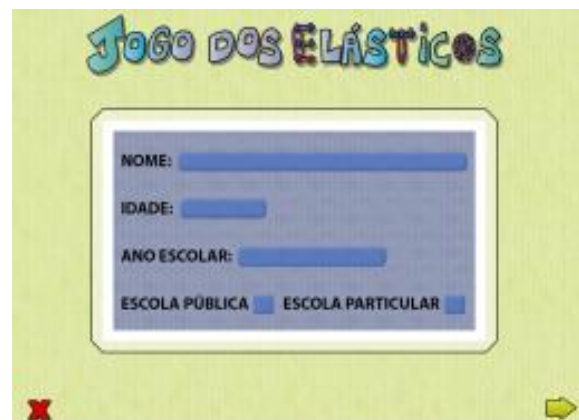 JOGO DOS ELÁSTICOS
NOME:
IDADE:
ANO ESCOLAR:
ESCOLA PÚBLICA ESCOLA PARTICULAR